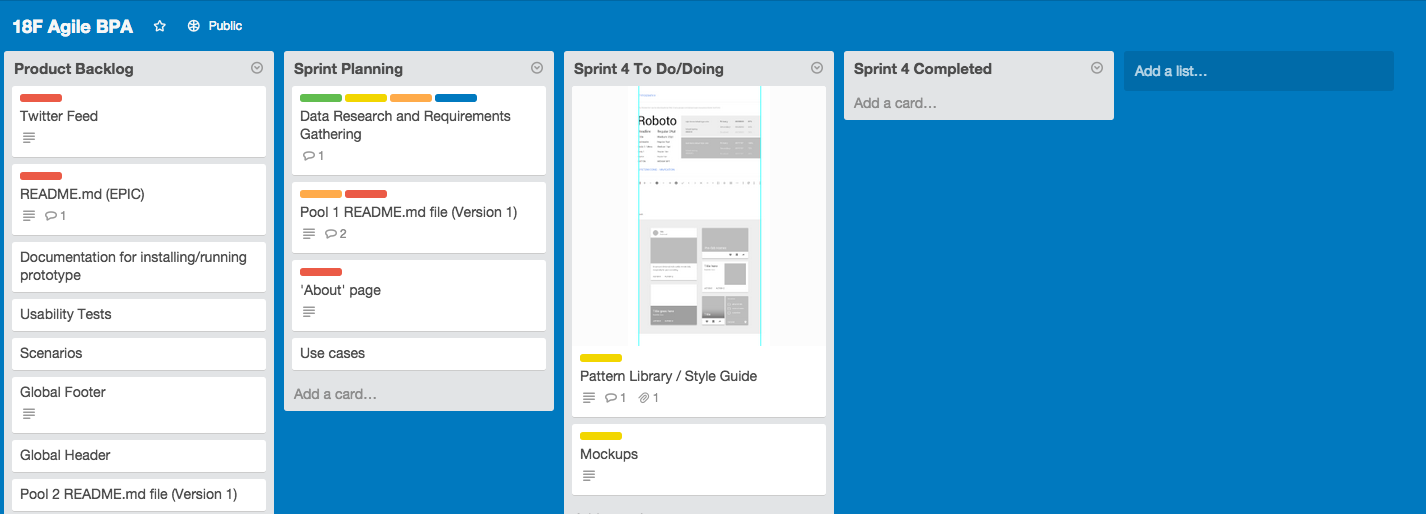 18F Agile BPA
Public
Product Backlog
Twitter Feed
README.md (EPIC)
1
Documentation for installing/running
prototype
Usability Tests
Scenarios
Global Footer
Global Header
Pool 2 README.md file (Version 1)
Sprint Planning
Data Research and Requirements
Gathering
1
Pool 1 README.md file (Version 1)
2
'About' page
Use cases
Add a card…
Sprint 4 To Do/Doing
Roboto
Pattern Library / Style Guide
1 1
Mockups
Sprint 4 Completed
Add a card…
Add a list…